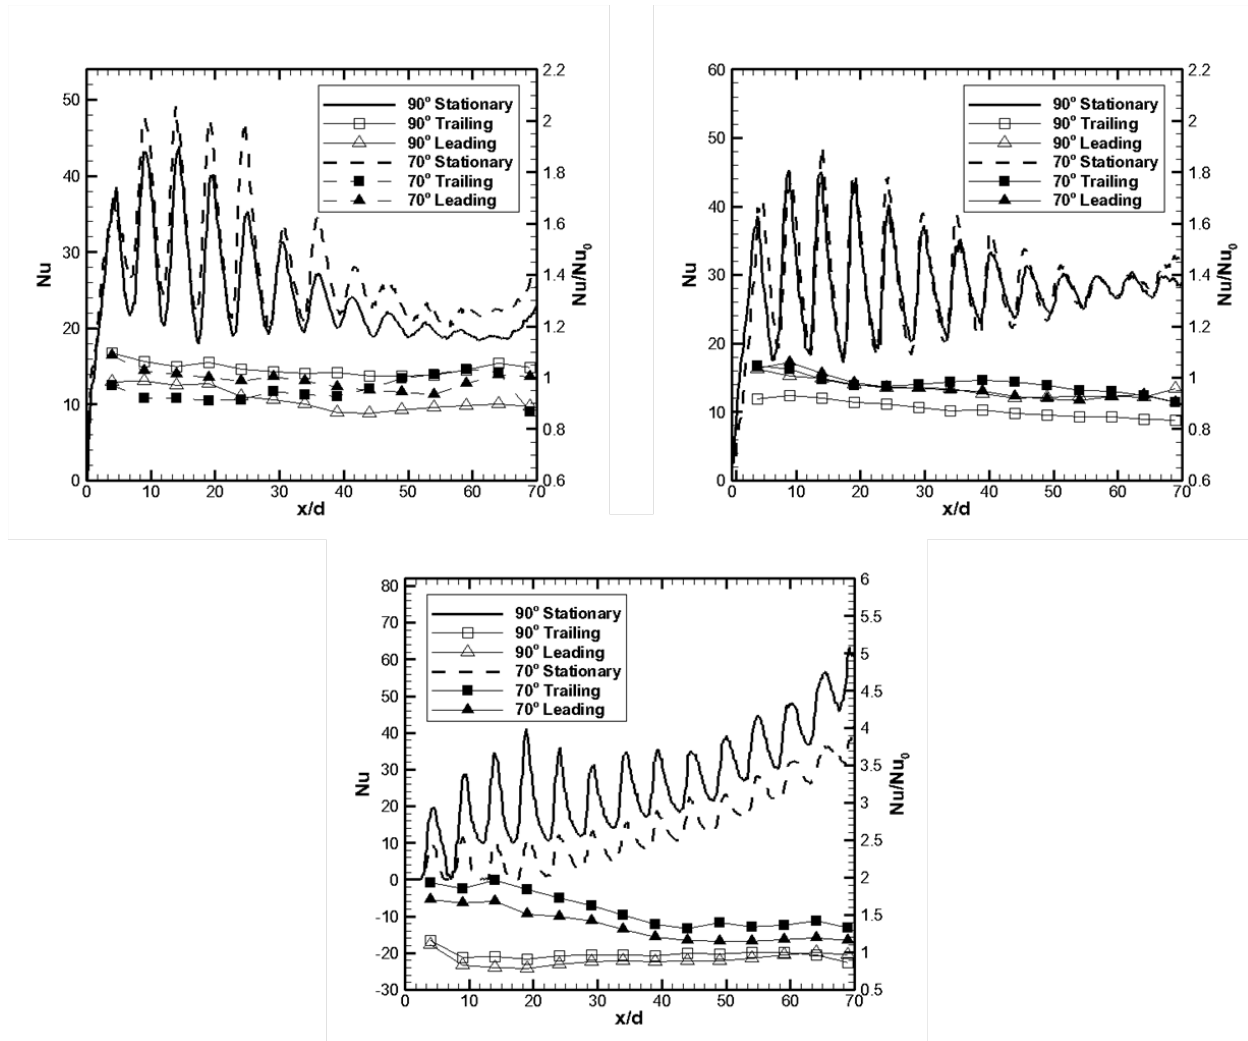 50
40
30
20
10
0
Nu
2.2
2
1.8
1.6
1.4
1.2
1
0.8
0.6
Nu/Nu0
90° Stationary
90° Trailing
90° Leading
70° Stationary
70° Trailing
70° Leading
0 10 20 30 40 50 60 70
x/d
60
50
40
30
20
10
0
Nu
2.2
2
1.8
1.6
1.4
1.2
1
0.8
0.6
Nu/Nu0
90° Stationary
90° Trailing
90° Leading
70° Stationary
70° Trailing
70° Leading
0 10 20 30 40 50 60 70
x/d
80
70
60
50
40
30
20
10
0
-10
-20
-30
Nu
6
5.5
5
4.5
4
3.5
3
2.5
2
1.5
1
0.5
Nu/Nu0
90° Stationary
90° Trailing
90° Leading
70° Stationary
70° Trailing
70° Leading
0 10 20 30 40 50 60 70
x/d